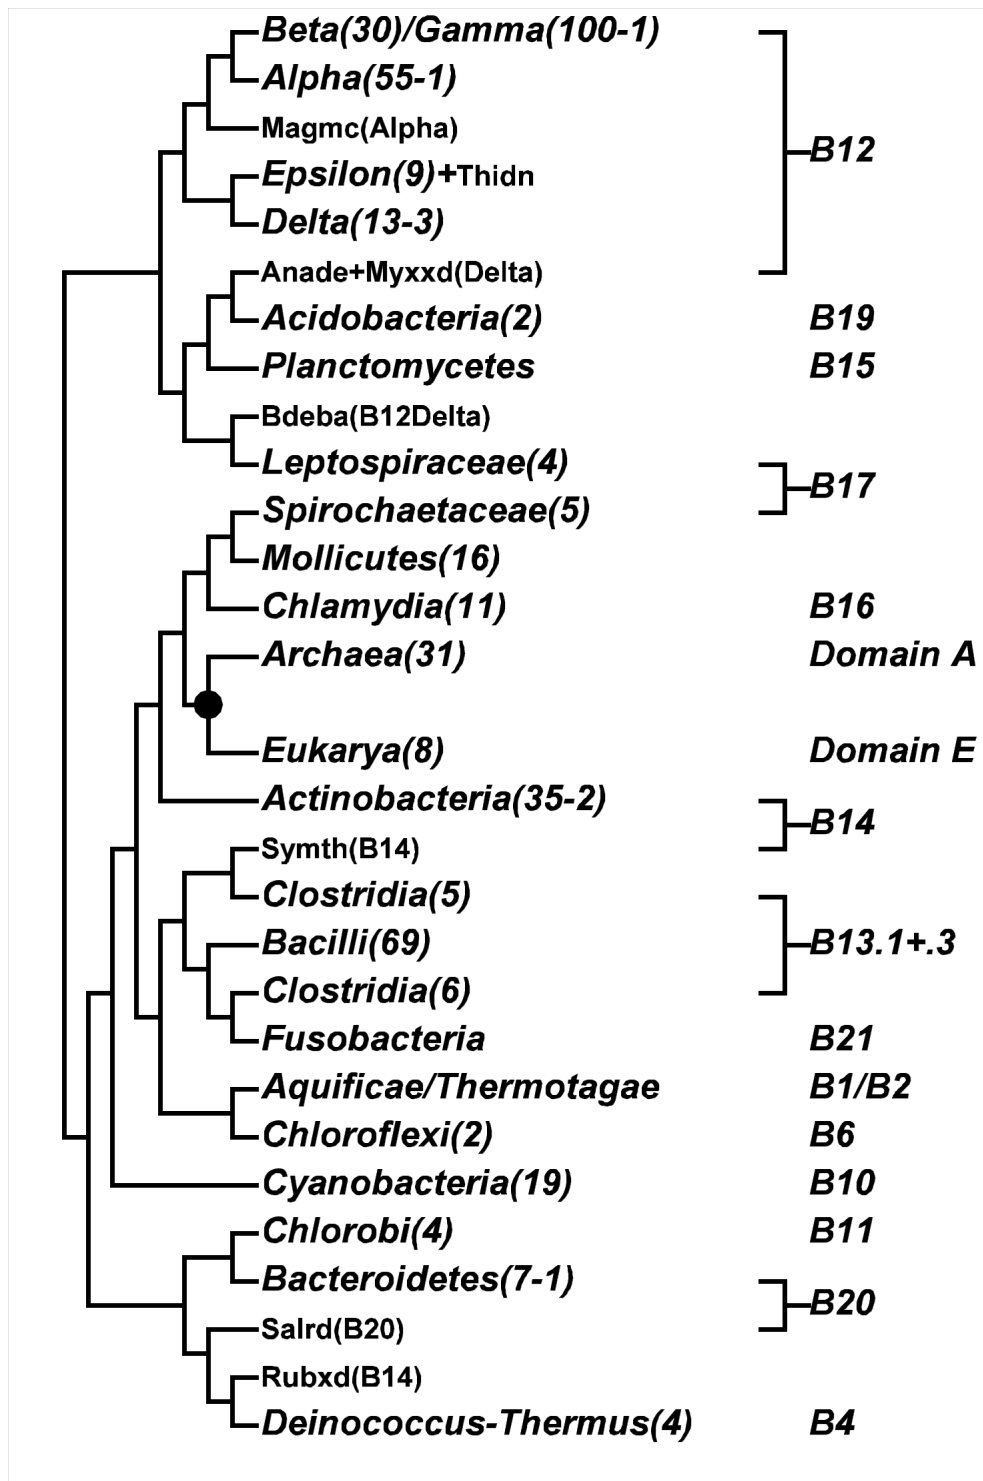 Beta(30)/Gamma(100-1)
Alpha(55-1)
Magmc(Alpha)
B12
Epsilon(9)+Thidn
Delta(13-3)
Anade+Myxxd(Delta)
Acidobacteria(2) B19
Planctomycetes B15
Bdeba(B12Delta)
Leptospiraceae(4)
B17
Spirochaetaceae(5)
Mollicutes(16)
Chlamydia(11) B16
Archaea(31) Domain A
Eukarya(8) Domain E
Actinobacteria(35-2)
B14
Symth(B14)
Clostridia(5)
Bacilli(69) B13.1+.3
Clostridia(6)
Fusobacteria B21
Aquificae/Thermotagae B1/B2
Chloroflexi(2) B6
Cyanobacteria(19) B10
Chlorobi(4) B11
Bacteroidetes(7-1)
B20
Salrd(B20)
Rubxd(B14)
Deinococcus-Thermus(4) B4